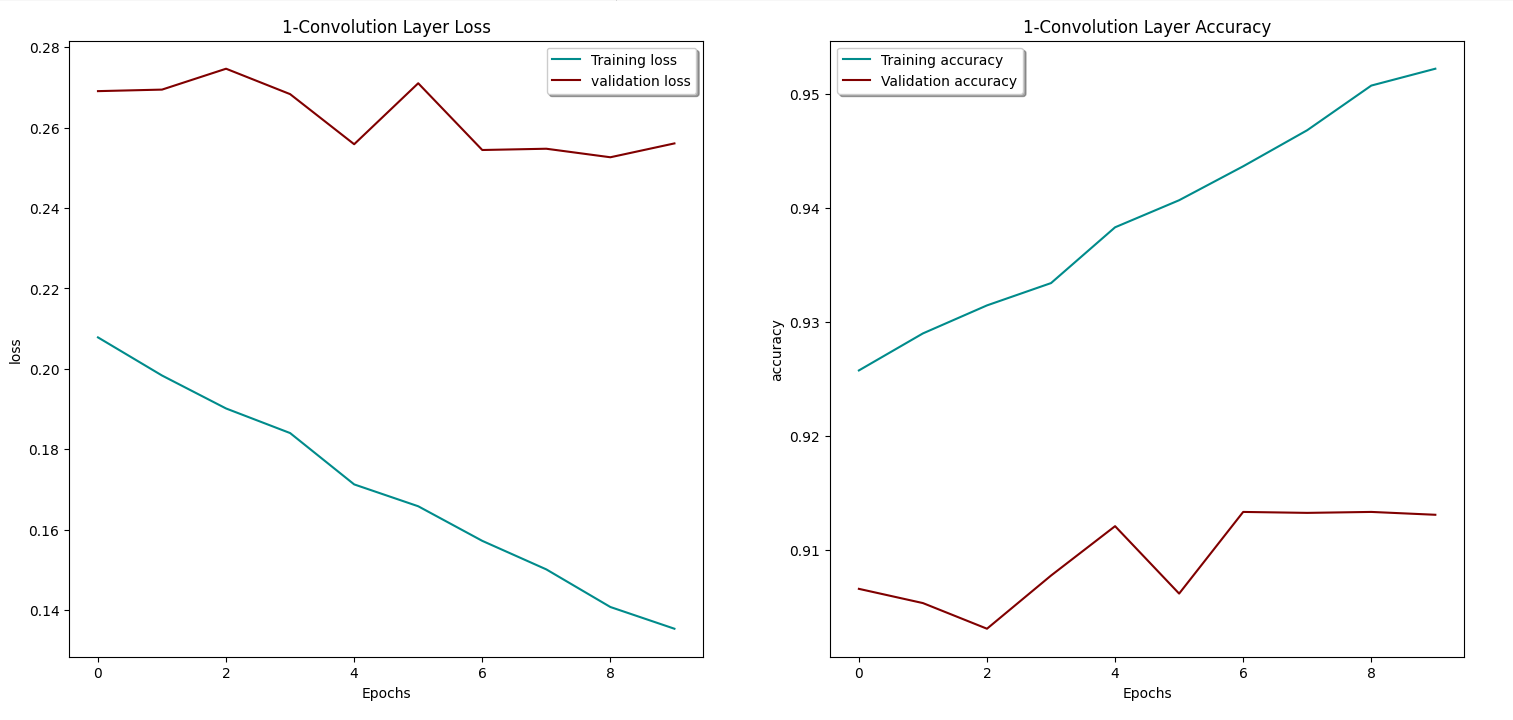 1-Convolution Layer Loss
0.28
0.26
0.24
0.22
0.20
0.18
0.16
0.14
loss
Training loss
validation loss
0
2
4
6
8
Epochs
1-Convolution Layer Accuracy
0.95
0.94
0.93
0.92
0.91
accuracy
Training accuracy
Validation accuracy
0
2
4
6
8
Epochs